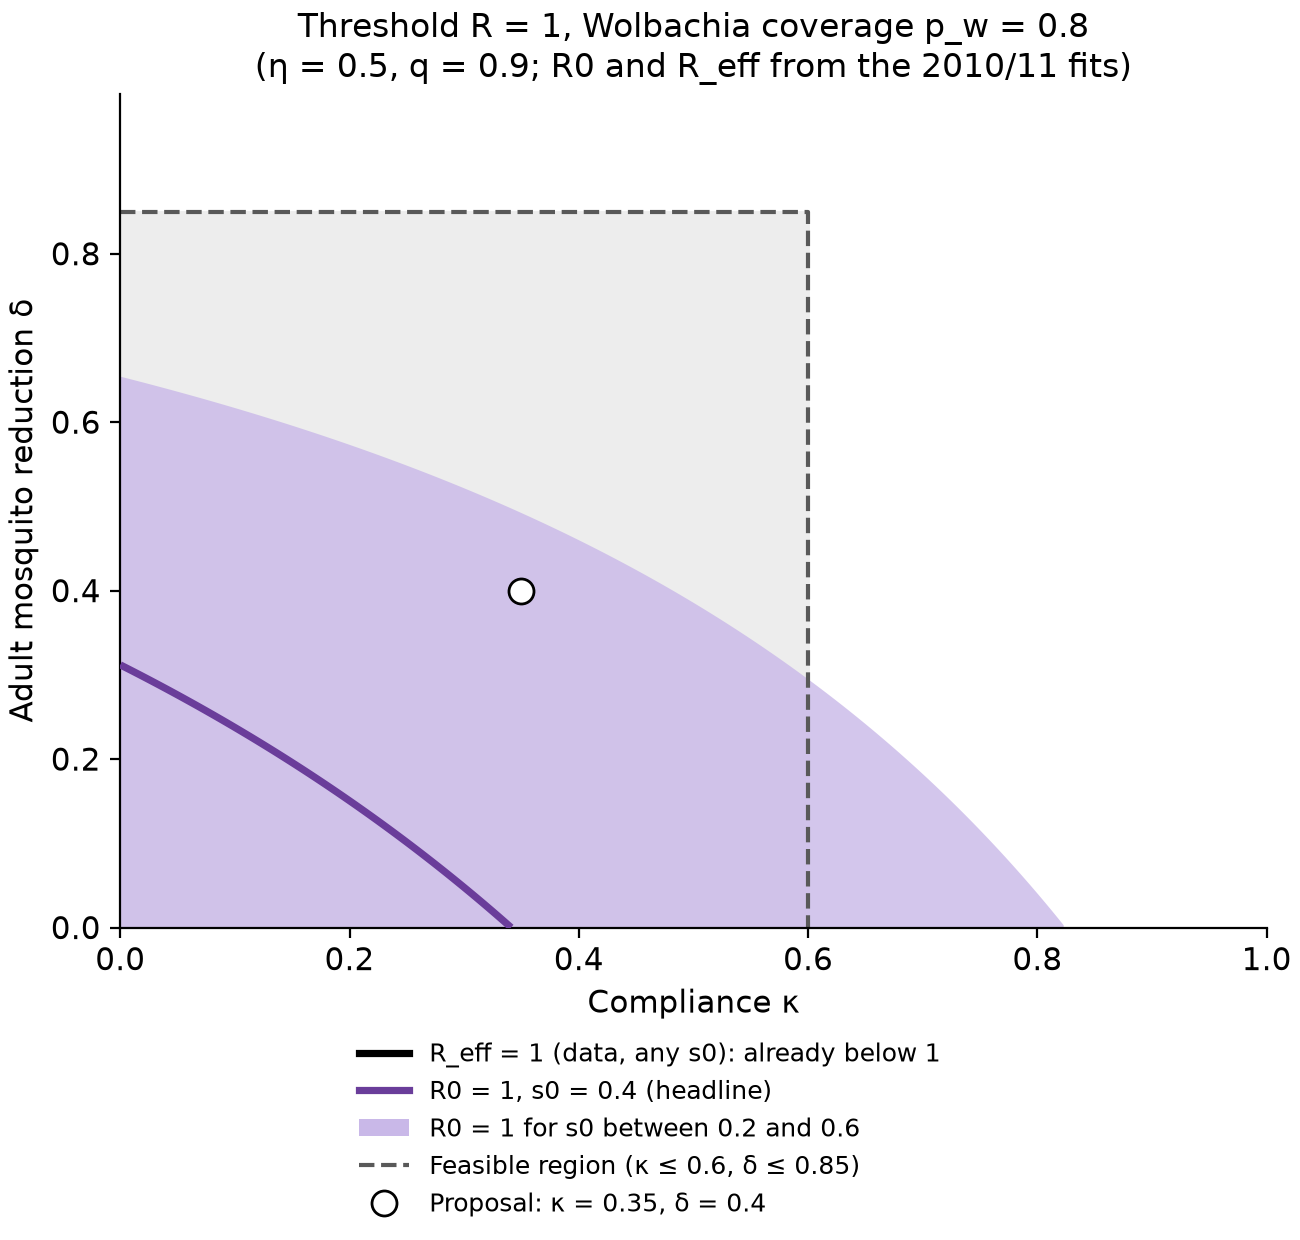 Threshold R = 1, Wolbachia coverage p_w = 0.8
(η = 0.5, q = 0.9; R0 and R_eff from the 2010/11 fits)
Adult mosquito reduction δ
0.8
0.6
0.4
0.2
0.0
0.0 0.2 0.4 0.6 0.8 1.0
Compliance κ
R_eff = 1 (data, any s0): already below 1
R0 = 1, s0 = 0.4 (headline)
R0 = 1 for s0 between 0.2 and 0.6
Feasible region (κ ≤ 0.6, δ ≤ 0.85)
Proposal: κ = 0.35, δ = 0.4